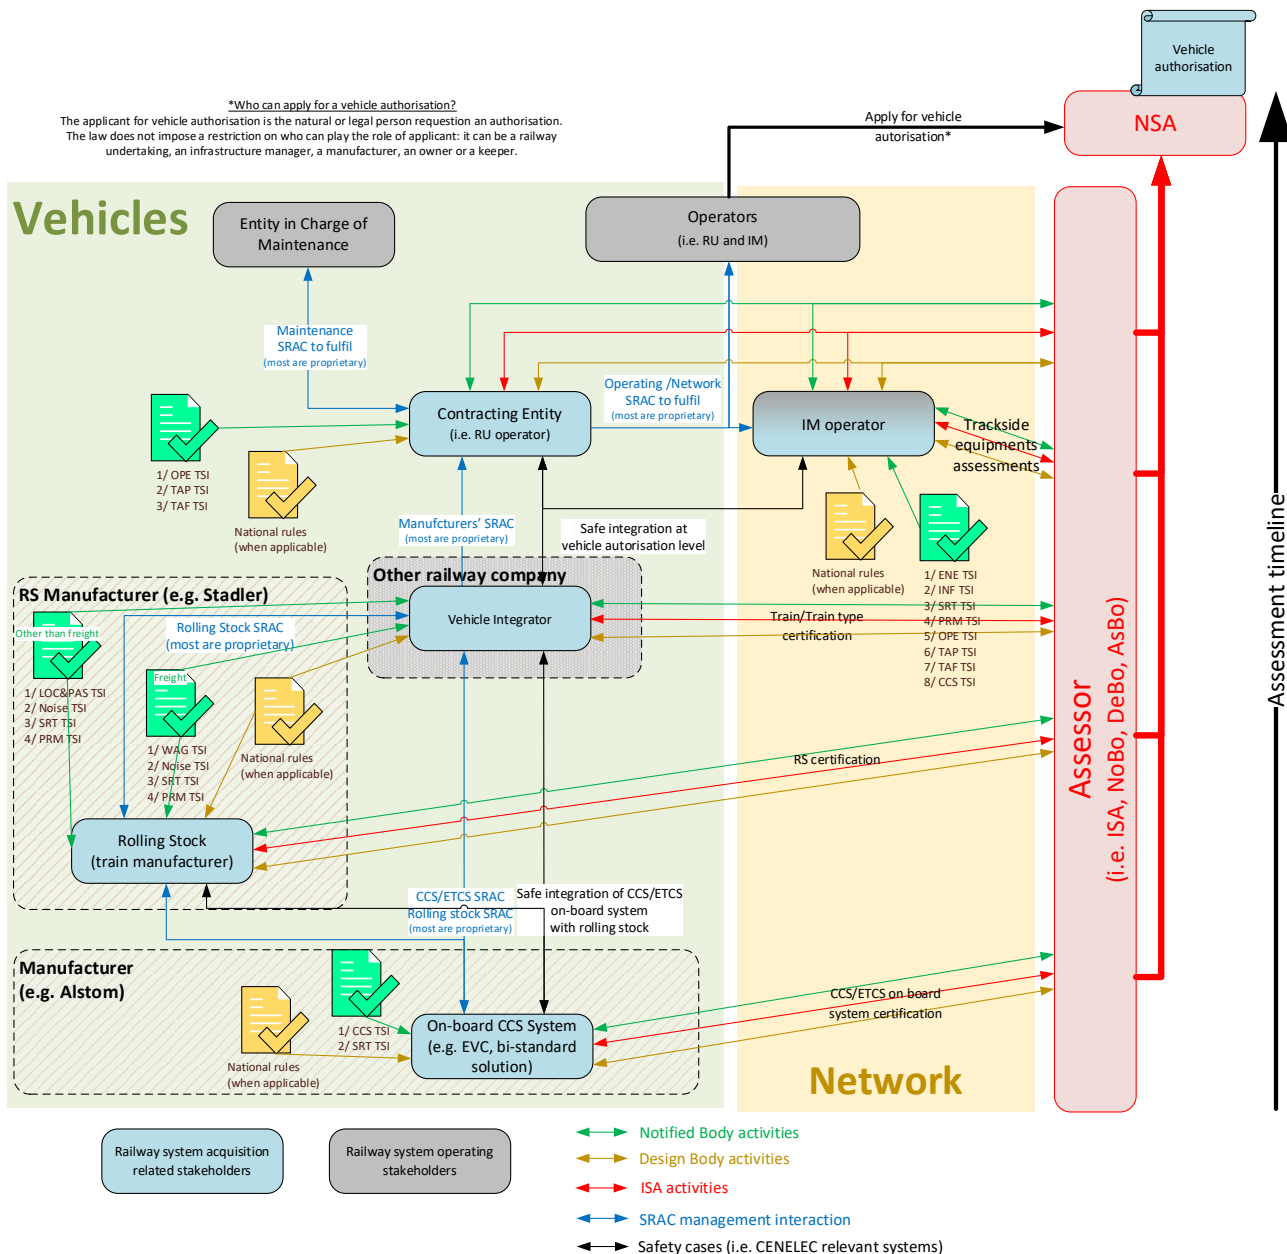 Vehicle
authorisation
*Who can apply for a vehicle authorisation?
The applicant for vehicle authorisation is the natural or legal person requestion an authorisation.
The law does not impose a restriction on who can play the role of applicant: it can be a railway
undertaking, an infrastructure manager, a manufacturer, an owner or a keeper.
Apply for vehicle
autorisation*
NSA
Vehicles
Entity in Charge of
Maintenance
Operators
(i.e. RU and IM)
Maintenance
SRAC to fulfil
(most are proprietary)
Operating /Network
SRAC to fulfil
(most are proprietary)
Contracting Entity
(i.e. RU operator)
IM operator
Trackside
equipments
assessments
1/ OPE TSI
2/ TAP TSI
3/ TAF TSI
National rules
(when applicable)
Manufcturers' SRAC
(most are proprietary)
Safe integration at
vehicle autorisation level
National rules
(when applicable)
1/ ENE TSI
2/ INF TSI
3/ SRT TSI
4/ PRM TSI
5/ OPE TSI
6/ TAP TSI
7/ TAF TSI
8/ CCS TSI
Other railway company
RS Manufacturer (e.g. Stadler)
Other than freight
Rolling Stock SRAC
(most are proprietary)
Vehicle Integrator
Train/Train type
certification
Freight
1/ LOC&PAS TSI
2/ Noise TSI
3/ SRT TSI
4/ PRM TSI
1/ WAG TSI
2/ Noise TSI
3/ SRT TSI
4/ PRM TSI
National rules
(when applicable)
RS certification
Rolling Stock
(train manufacturer)
CCS/ETCS SRAC
Rolling stock SRAC
(most are proprietary)
Safe integration of CCS/ETCS
on-board system
with rolling stock
Manufacturer
(e.g. Alstom)
1/ CCS TSI
2/ SRT TSI
National rules
(when applicable)
On-board CCS System
(e.g. EVC, bi-standard
solution)
CCS/ETCS on board
system certification
Network
Assessor
(i.e. ISA, NoBo, DeBo, AsBo)
Assessment timeline
Railway system acquisition
related stakeholders
Railway system operating
stakeholders
Notified Body activities
Design Body activities
ISA activities
SRAC management interaction
Safety cases (i.e. CENELEC relevant systems)